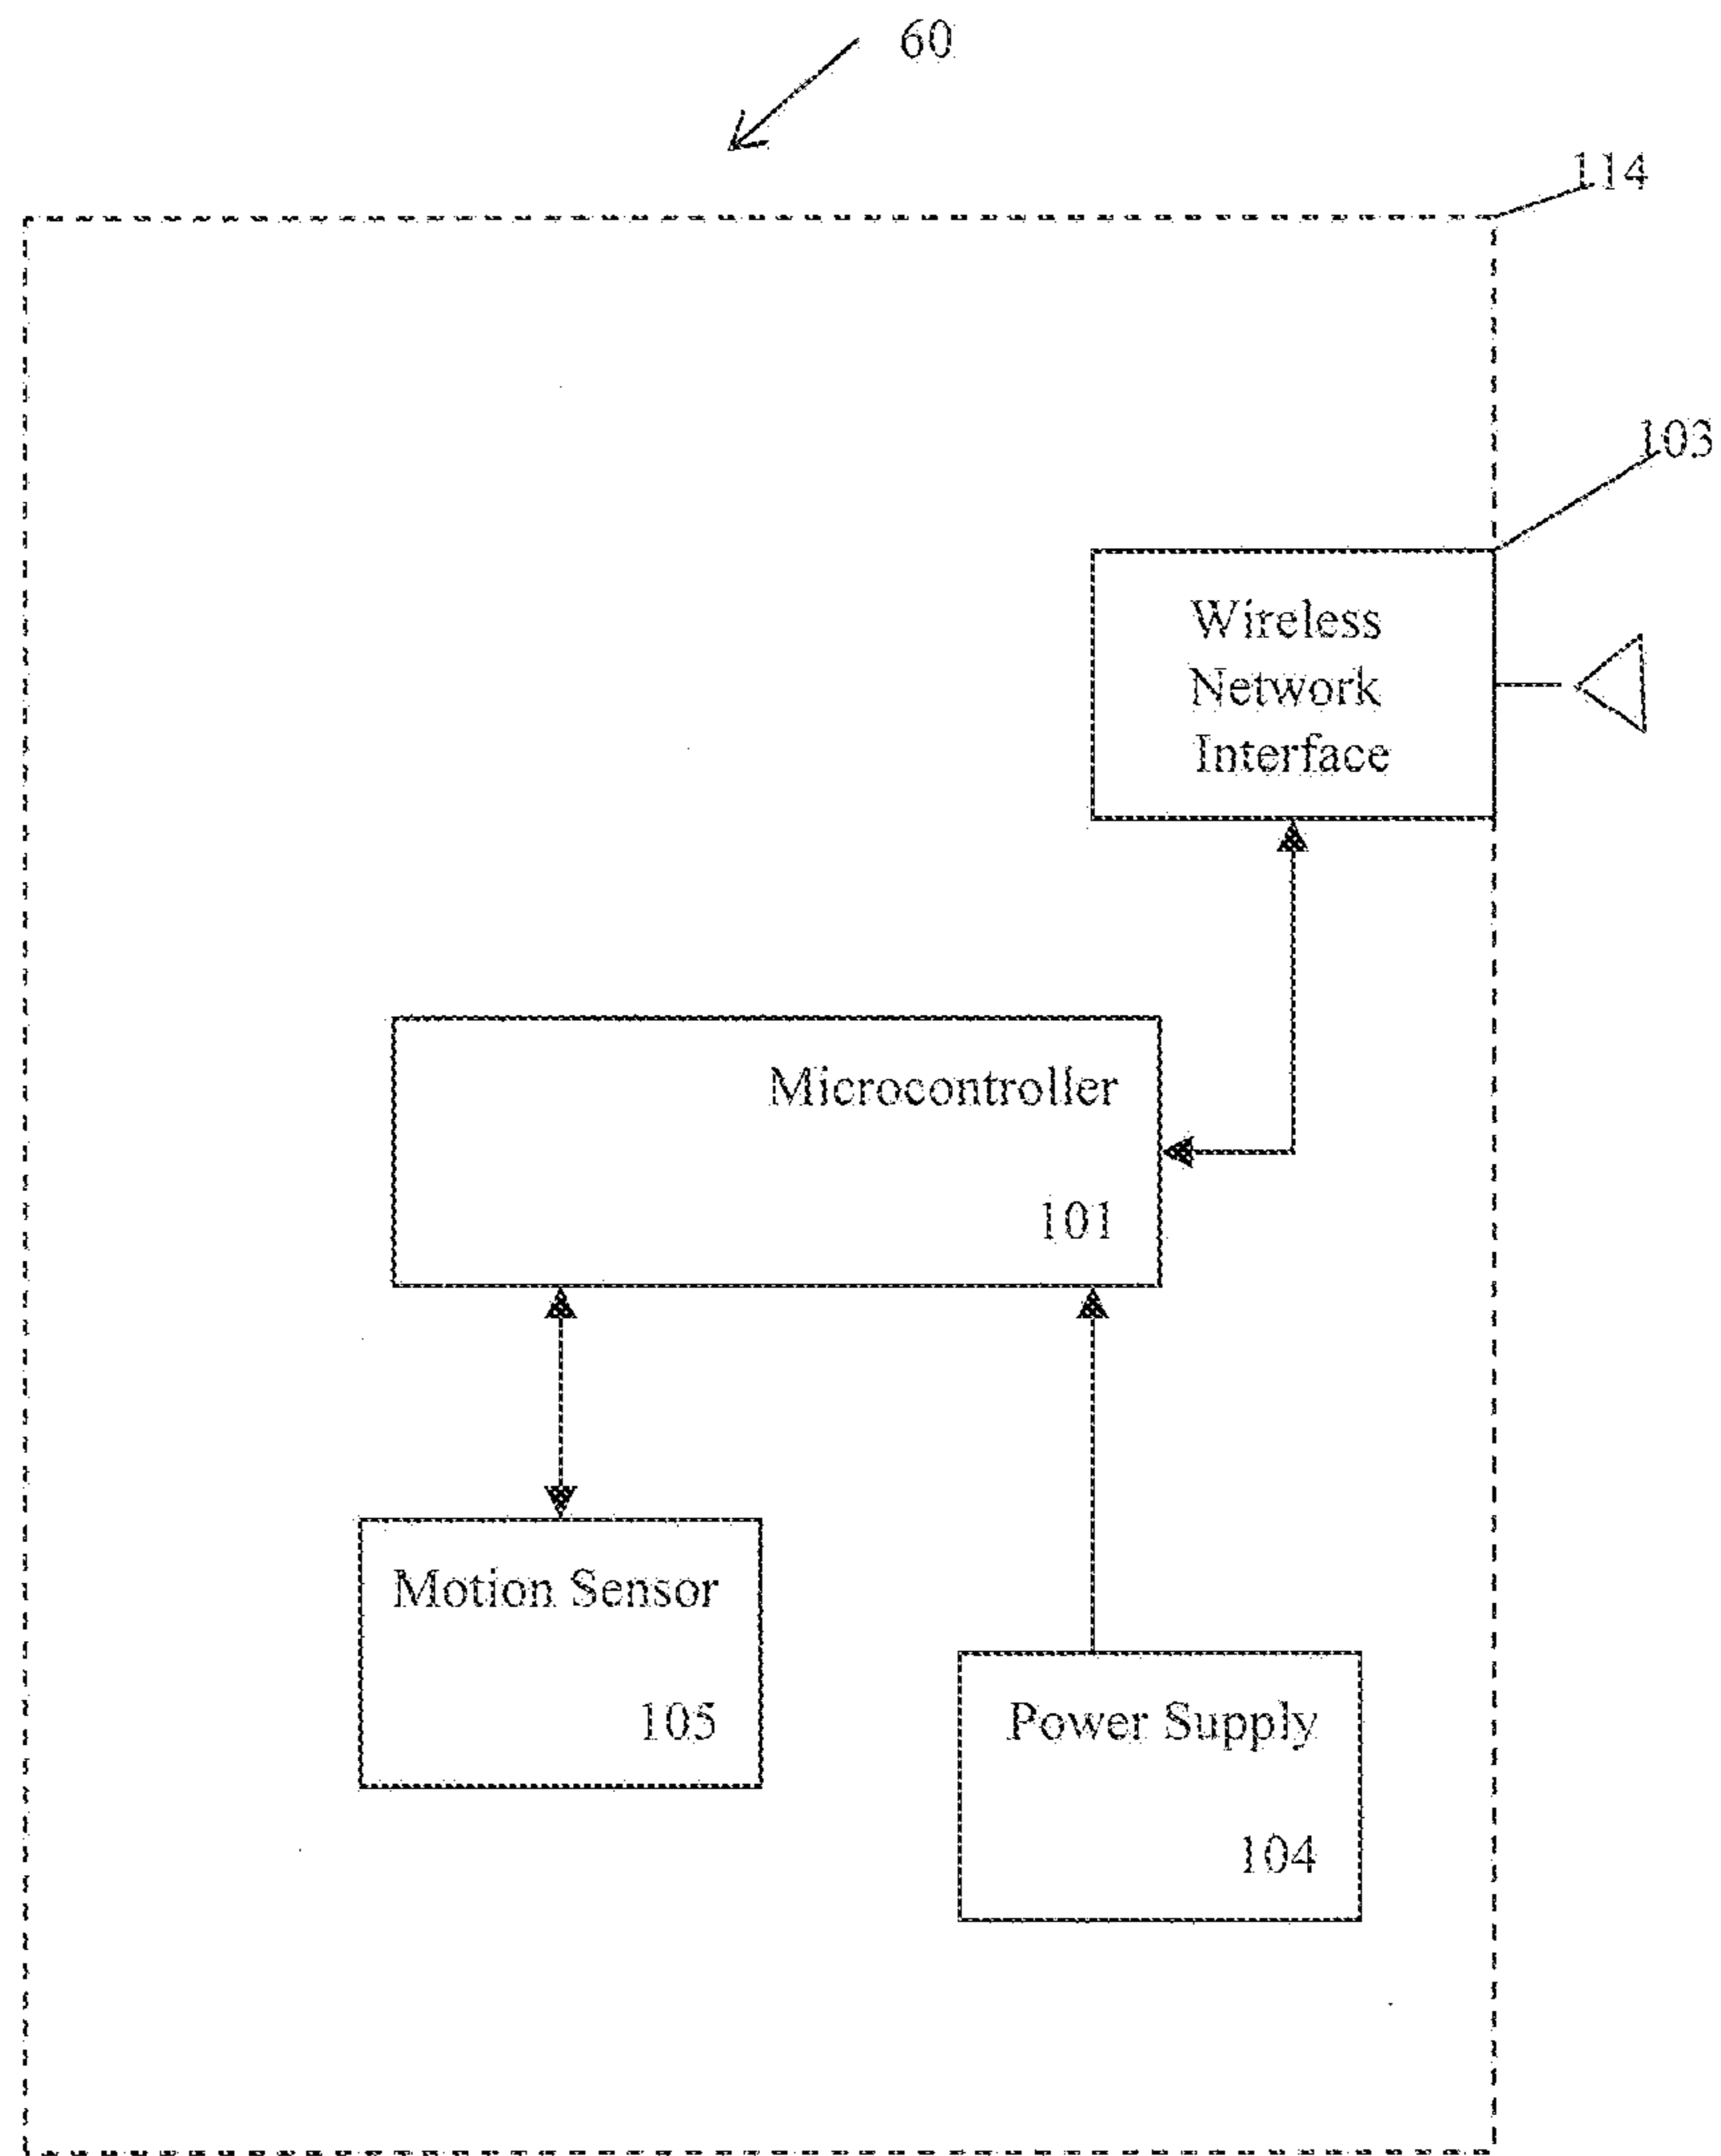 60
114
103
Wireless
Network
Interface
Microcontroller
101
Motion Sensor
105
Power Supply
104